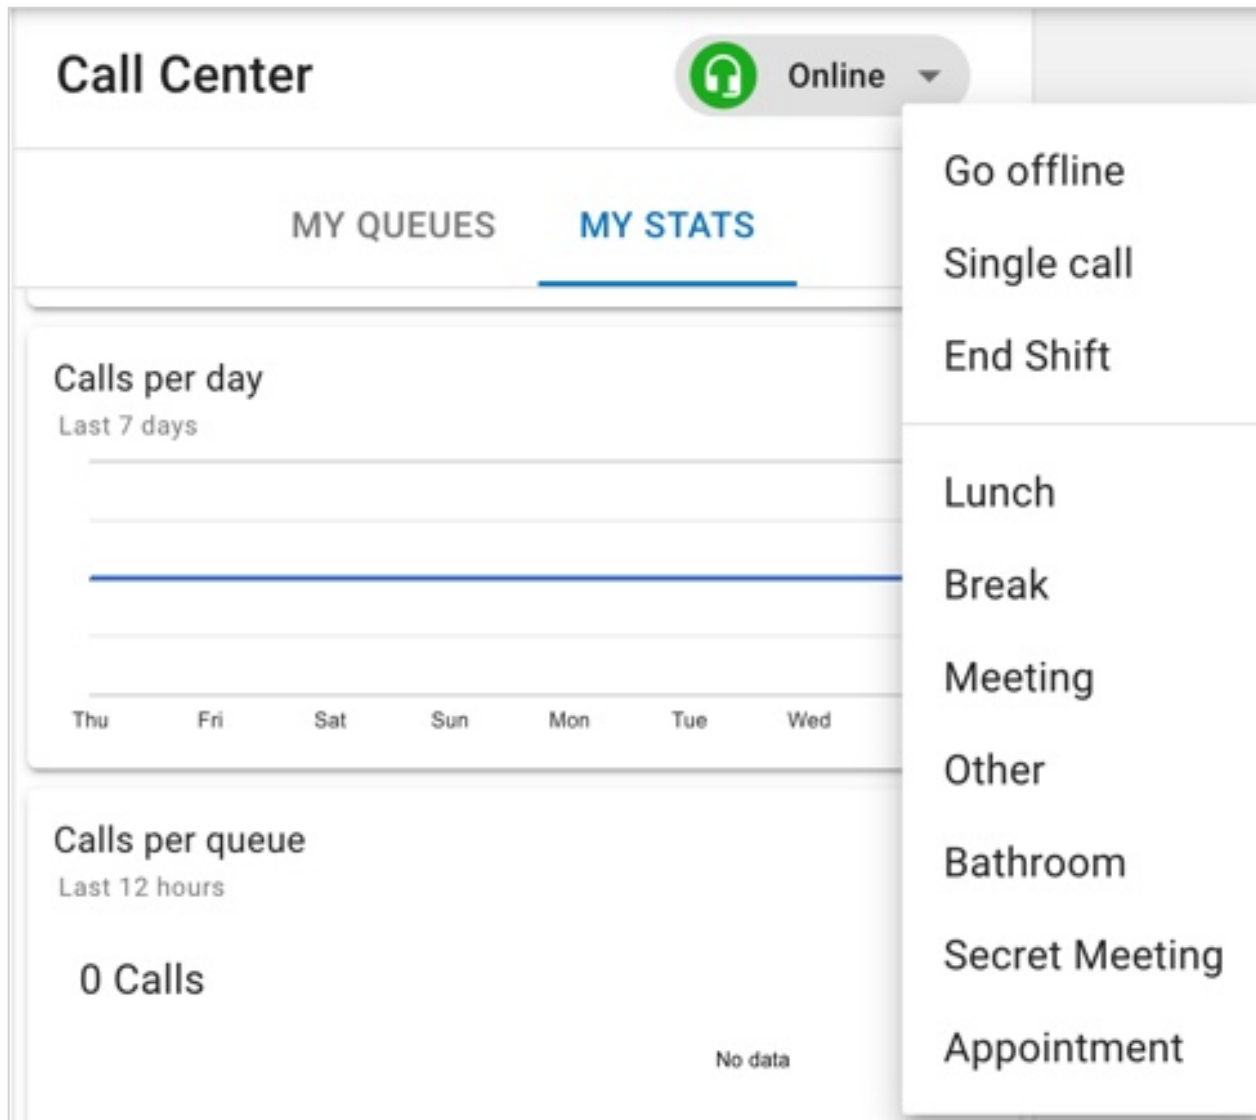 Call Center
Online
MY QUEUES
MY STATS
Calls per day
Last 7 days
Thu Fri Sat Sun Mon Tue Wed
Calls per queue
Last 12 hours
0 Calls
No data
Go offline
Single call
End Shift
Lunch
Break
Meeting
Other
Bathroom
Secret Meeting
Appointment